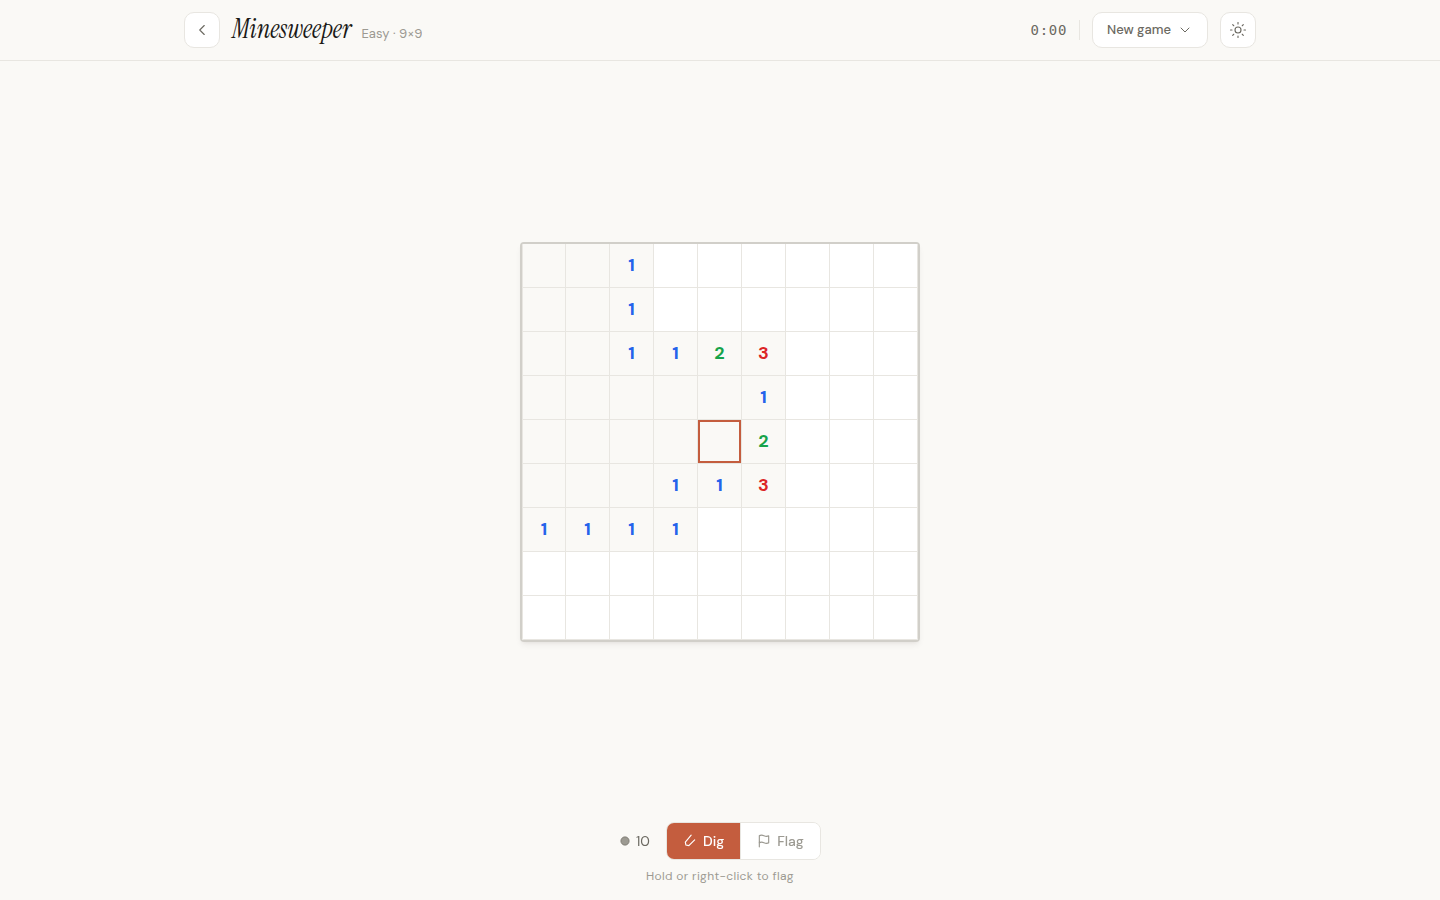 Minesweeper Easy · 9×9 0:00 New game
1
1
1 1 2 3
1
2
1 1 3
1 1 1 1
10 Dig Flag
Hold or right-click to flag